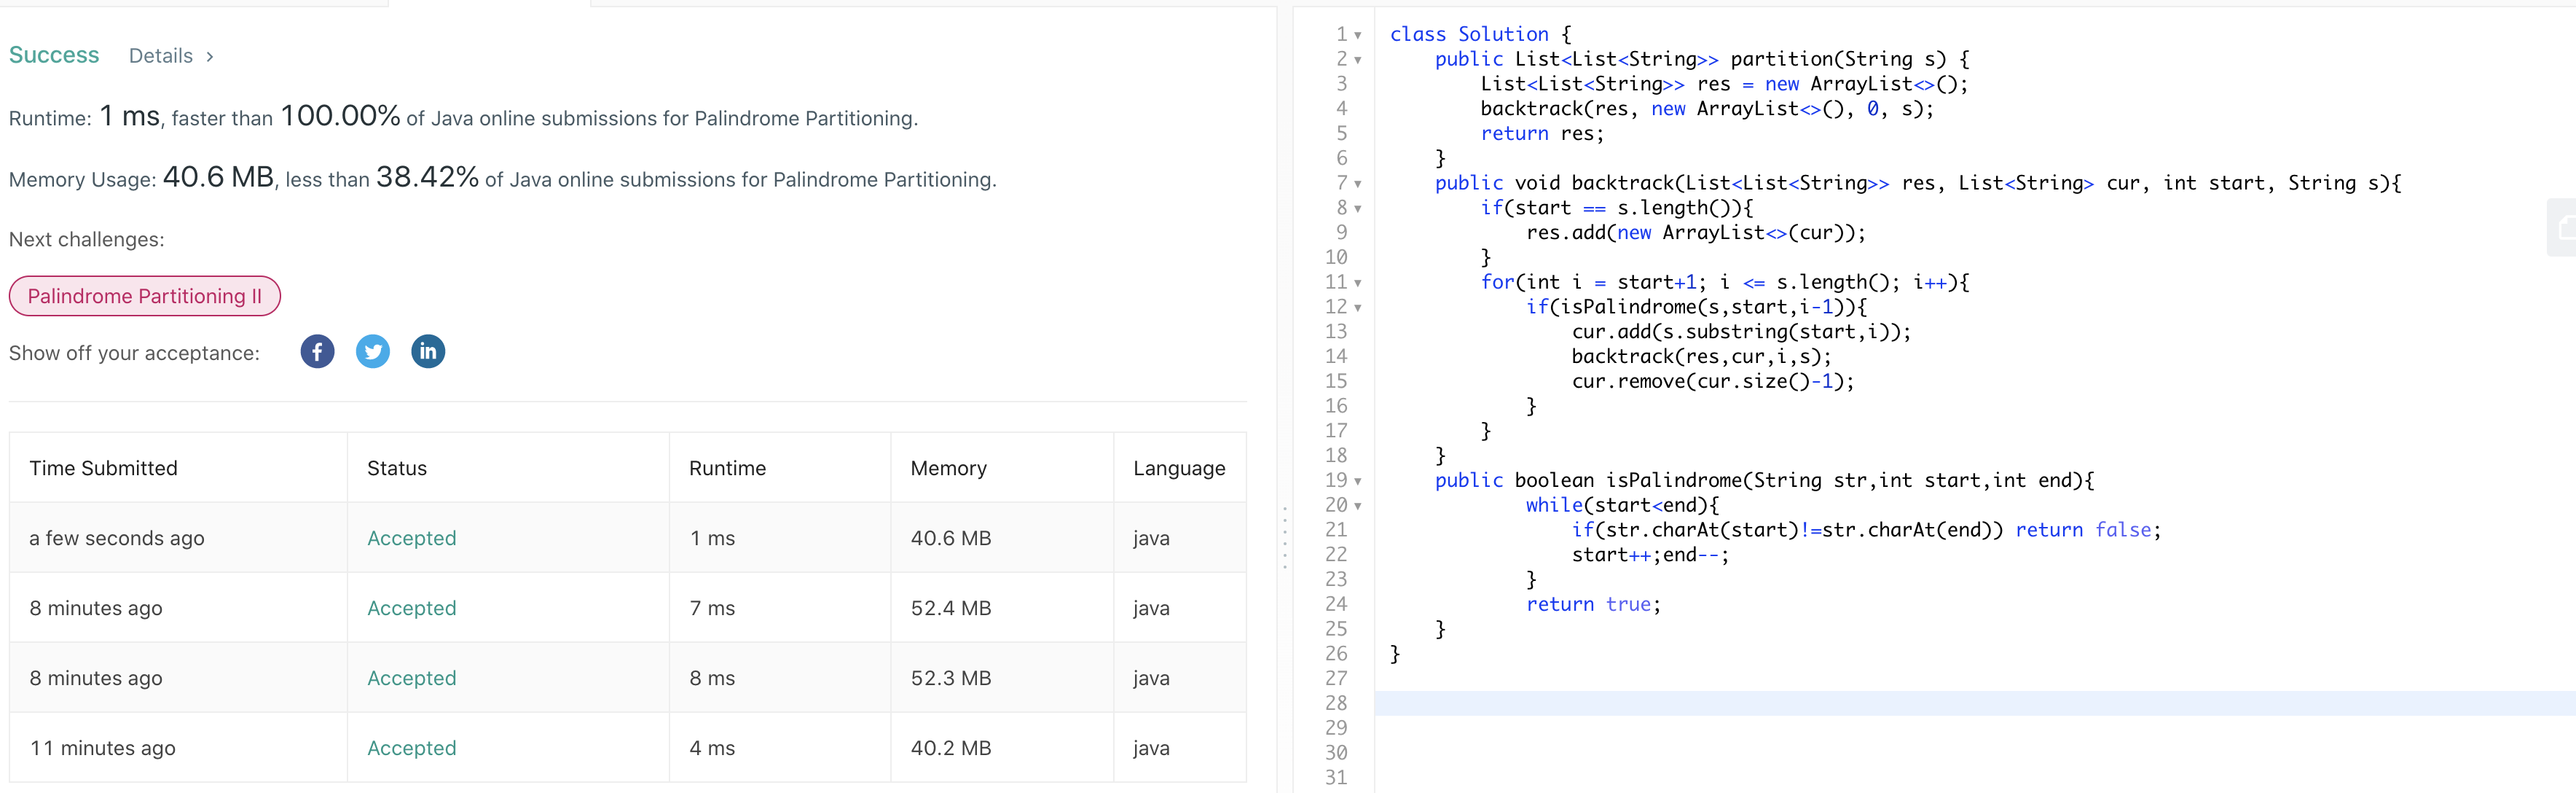 Success Details >
Runtime: 1 ms, faster than 100.00% of Java online submissions for Palindrome Partitioning.
Memory Usage: 40.6 MB, less than 38.42% of Java online submissions for Palindrome Partitioning.
Next challenges:
Palindrome Partitioning II
Show off your acceptance:
Time Submitted Status Runtime Memory Language
a few seconds ago Accepted 1 ms 40.6 MB java
8 minutes ago Accepted 7 ms 52.4 MB java
8 minutes ago Accepted 8 ms 52.3 MB java
11 minutes ago Accepted 4 ms 40.2 MB java
1 class Solution {
2     public List<List<String>> partition(String s) {
3         List<List<String>> res = new ArrayList<>();
4         backtrack(res, new ArrayList<>(), 0, s);
5         return res;
6     }
7     public void backtrack(List<List<String>> res, List<String> cur, int start, String s){
8         if(start == s.length()){
9             res.add(new ArrayList<>(cur));
10         }
11         for(int i = start+1; i <= s.length(); i++){
12             if(isPalindrome(s,start,i-1)){
13                 cur.add(s.substring(start,i));
14                 backtrack(res,cur,i,s);
15                 cur.remove(cur.size()-1);
16             }
17         }
18     }
19     public boolean isPalindrome(String str,int start,int end){
20             while(start<end){
21                 if(str.charAt(start)!=str.charAt(end)) return false;
22                 start++;end--;
23             }
24             return true;
25     }
26 }
27
28
29
30
31